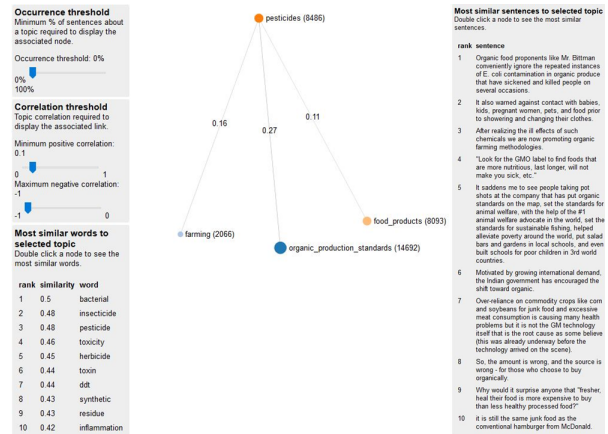 Occurrence threshold
Minimum % of sentences about
a topic required to display the
associated node.
Occurrence threshold: 0%
0%
100%
Correlation threshold
Topic correlation required to
display the associated link.
Minimum positive correlation:
0.1
0 1
Maximum negative correlation:
-1
-1 0
Most similar words to
selected topic
Double click a node to see the
most similar words.
rank similarity word
1 0.5 bacterial
2 0.48 insecticide
3 0.48 pesticide
4 0.46 toxicity
5 0.45 herbicide
6 0.44 toxin
7 0.44 ddt
8 0.43 synthetic
9 0.43 residue
10 0.42 inflammation
pesticides (8486)
0.16
0.27
0.11
farming (2066)
food_products (8093)
organic_production_standards (14692)
Most similar sentences to selected topic
Double click a node to see the most similar
sentences.
rank sentence
1 Organic food proponents like Mr. Bittman
conveniently ignore the repeated instances
of E. coli contamination in organic produce
that have sickened and killed people on
several occasions.
2 It also warned against contact with babies,
kids, pregnant women, pets, and food prior
to showering and changing their clothes.
3 After realizing the ill effects of such
chemicals we are now promoting organic
farming methodologies.
4 "Look for the GMO label to find foods that
are more nutritious, last longer, will not
make you sick, etc."
5 It saddens me to see people taking pot
shots at the company that has put organic
standards on the map, set the standards for
animal welfare, with the help of the #1
animal welfare advocate in the world, set the
standards for sustainable fishing, helped
alleviate poverty around the world, put salad
bars and gardens in local schools, and even
built schools for poor children in 3rd world
countries.
6 Motivated by growing international demand,
the Indian government has encouraged the
shift toward organic.
7 Over-reliance on commodity crops like corn
and soybeans for junk food and excessive
meat consumption is causing many health
problems but it is not the GM technology
itself that is the root cause as some believe
(this was already underway before the
technology arrived on the scene).
8 So, the amount is wrong, and the source is
wrong - for those who choose to buy
organically.
9 Why would it surprise anyone that "fresher,
heal their food is more expensive to buy
than less healthy processed food?"
10 it is still the same junk food as the
conventional hamburger from McDonald.